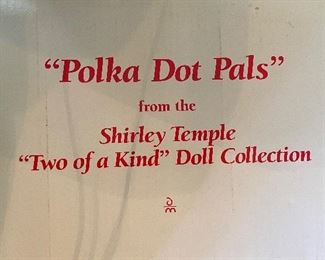 “Polka Dot Pals”
from the
Shirley Temple
“Two of a Kind” Doll Collection